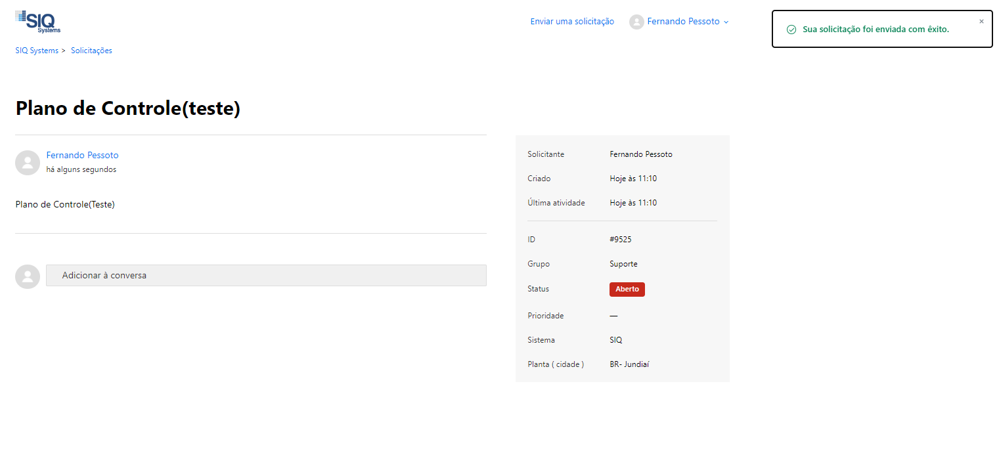 SIQ
Systems
Enviar uma solicitação
Fernando Pessoto
Sua solicitação foi enviada com êxito.
×
SIQ Systems > Solicitações
Plano de Controle(teste)
Fernando Pessoto
há alguns segundos
Plano de Controle(Teste)
Adicionar à conversa
Solicitante Fernando Pessoto
Criado Hoje às 11:10
Última atividade Hoje às 11:10
ID #9525
Grupo Suporte
Status Aberto
Prioridade —
Sistema SIQ
Planta ( cidade ) BR- Jundiaí